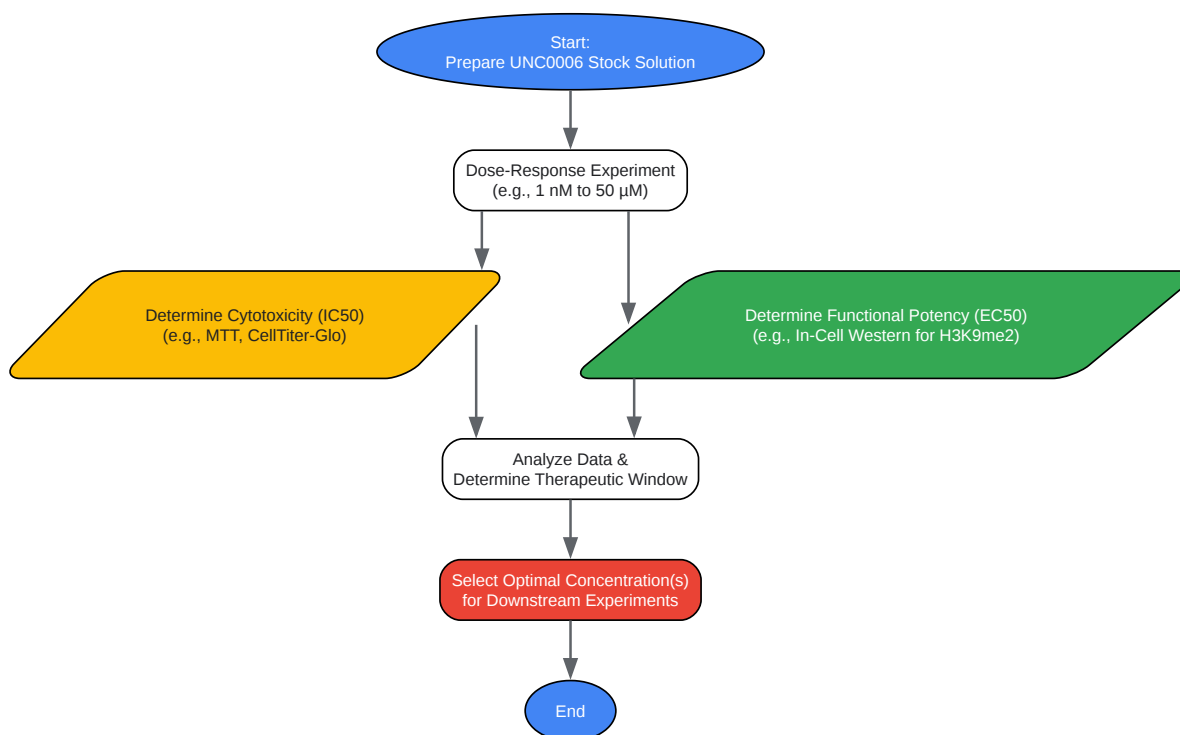 Start:
Prepare UNC0006 Stock Solution
Dose-Response Experiment
(e.g., 1 nM to 50 µM)
Determine Cytotoxicity (IC50)
(e.g., MTT, CellTiter-Glo)
Determine Functional Potency (EC50)
(e.g., In-Cell Western for H3K9me2)
Analyze Data &
Determine Therapeutic Window
Select Optimal Concentration(s)
for Downstream Experiments
End